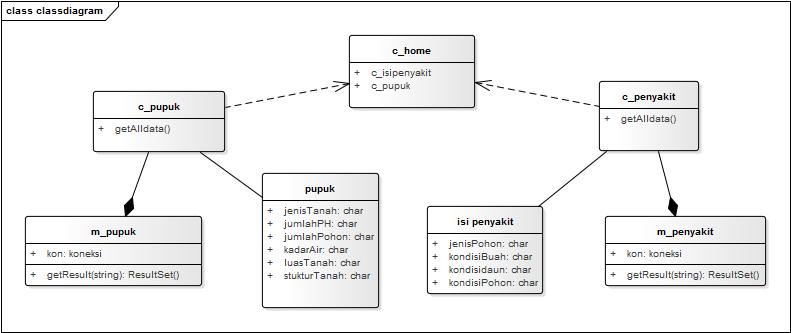 class classdiagram
c_home
+ c_isipenyakit
+ c_pupuk
c_pupuk
+ getAlldata()
c_penyakit
+ getAlldata()
pupuk
+ jenisTanah: char
+ jumlahPH: char
+ jumlahPohon: char
+ kadarAir: char
+ luasTanah: char
+ stukturTanah: char
isi penyakit
+ jenisPohon: char
+ kondisiBuah: char
+ kondisidaun: char
+ kondisiPohon: char
m_pupuk
+ kon: koneksi
+ getResult(string): ResultSet()
m_penyakit
+ kon: koneksi
+ getResult(string): ResultSet()